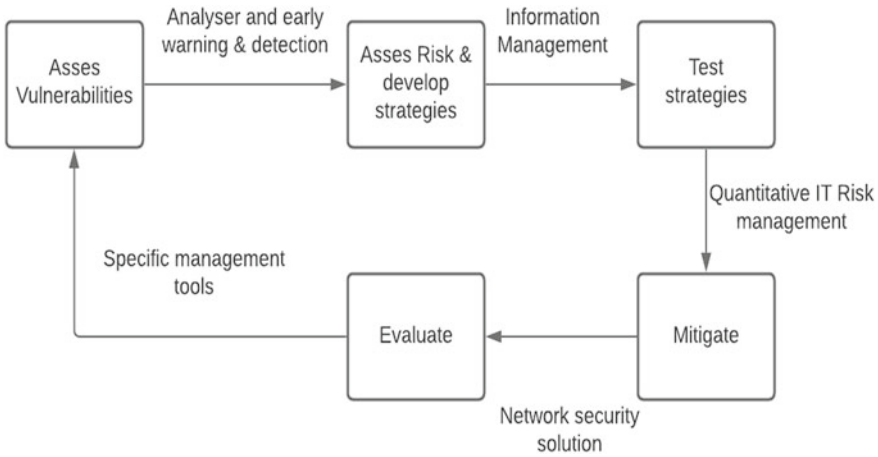 Analyser and early
warning & detection
Information
Management
Asses
Vulnerabilities
Asses Risk &
develop
strategies
Test
strategies
Quantitative IT Risk
management
Specific management
tools
Evaluate
Mitigate
Network security
solution